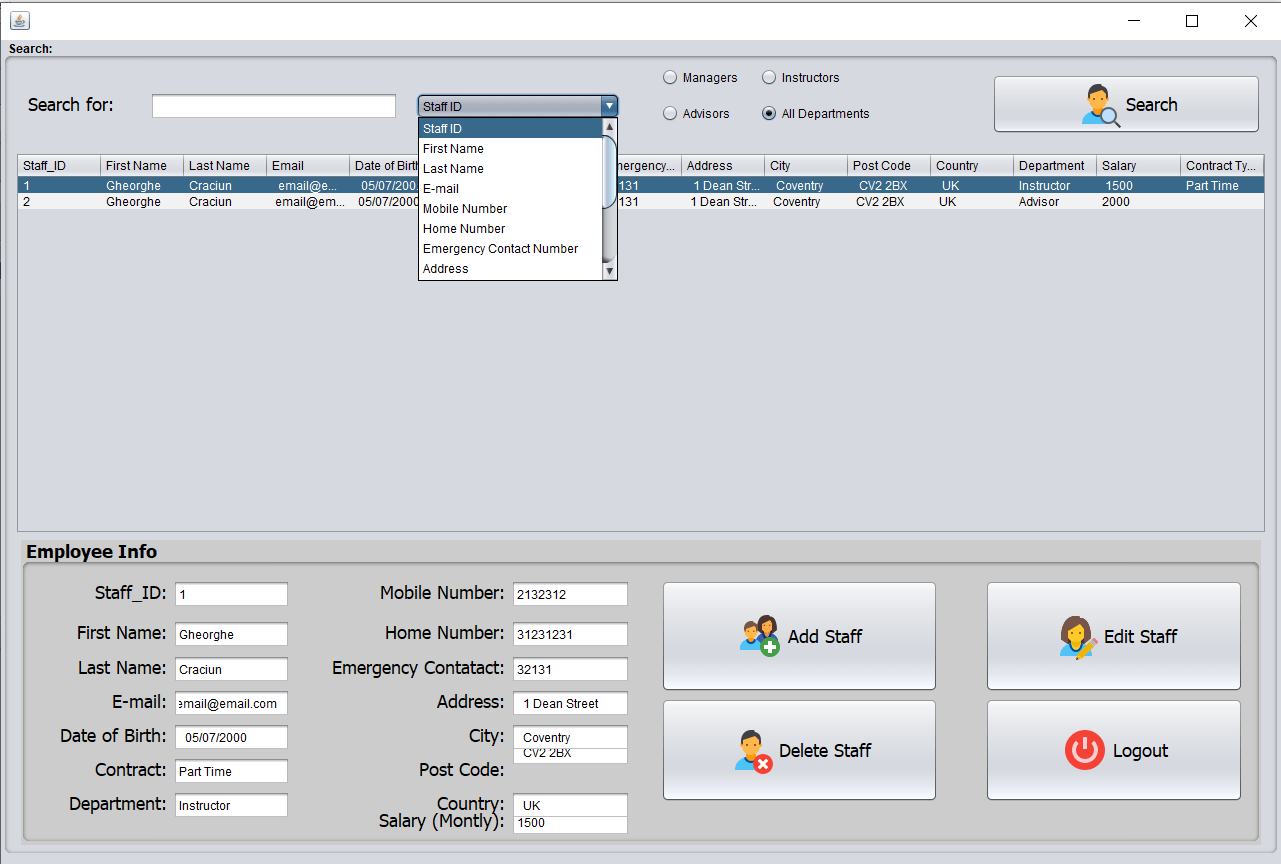 Search:
Managers Instructors
Search for: Staff ID Search
Advisors All Departments
Staff ID
First Name
Last Name
E-mail
Mobile Number
Home Number
Emergency Contact Number
Address
Staff_ID First Name Last Name Email Date of Birth mergency... Address City Post Code Country Department Salary Contract Ty...
1 Gheorghe Craciun email@e... 05/07/200. 131 1 Dean Str... Coventry CV2 2BX UK Instructor 1500 Part Time
2 Gheorghe Craciun email@em... 05/07/2000 131 1 Dean Str... Coventry CV2 2BX UK Advisor 2000
Employee Info
Staff_ID: 1 Mobile Number: 2132312
First Name: Gheorghe Home Number: 31231231
Add Staff Edit Staff
Last Name: Craciun Emergency Contatact: 32131
E-mail: email@email.com Address: 1 Dean Street
Date of Birth: 05/07/2000 City: Coventry
CV2 2BX
Delete Staff Logout
Contract: Part Time Post Code:
Department: Instructor Country: UK
Salary (Montly): 1500